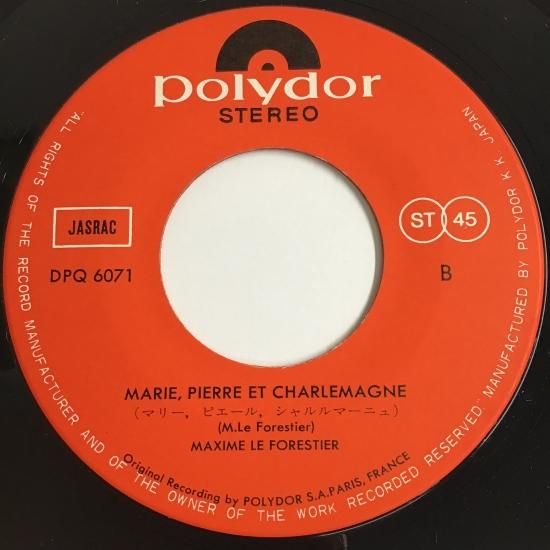 polydor
STEREO
JASRAC
ST 45
DPQ 6071
B
MARIE, PIERRE ET CHARLEMAGNE
(マリー, ピエール, シャルルマーニュ)
(M.Le Forestier)
MAXIME LE FORESTIER
Original Recording by POLYDOR S.A.PARIS, FRANCE
"ALL RIGHTS OF THE RECORD MANUFACTURER AND OF THE OWNER OF THE WORK RECORDED RESERVED." MANUFACTURED BY POLYDOR K.K. JAPAN